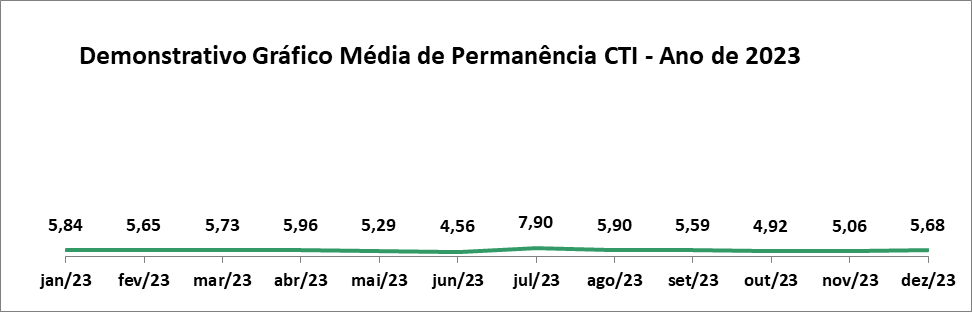 Demonstrativo Gráfico Média de Permanência CTI - Ano de 2023
5,84 5,65 5,73 5,96 5,29 4,56 7,90 5,90 5,59 4,92 5,06 5,68
jan/23 fev/23 mar/23 abr/23 mai/23 jun/23 jul/23 ago/23 set/23 out/23 nov/23 dez/23